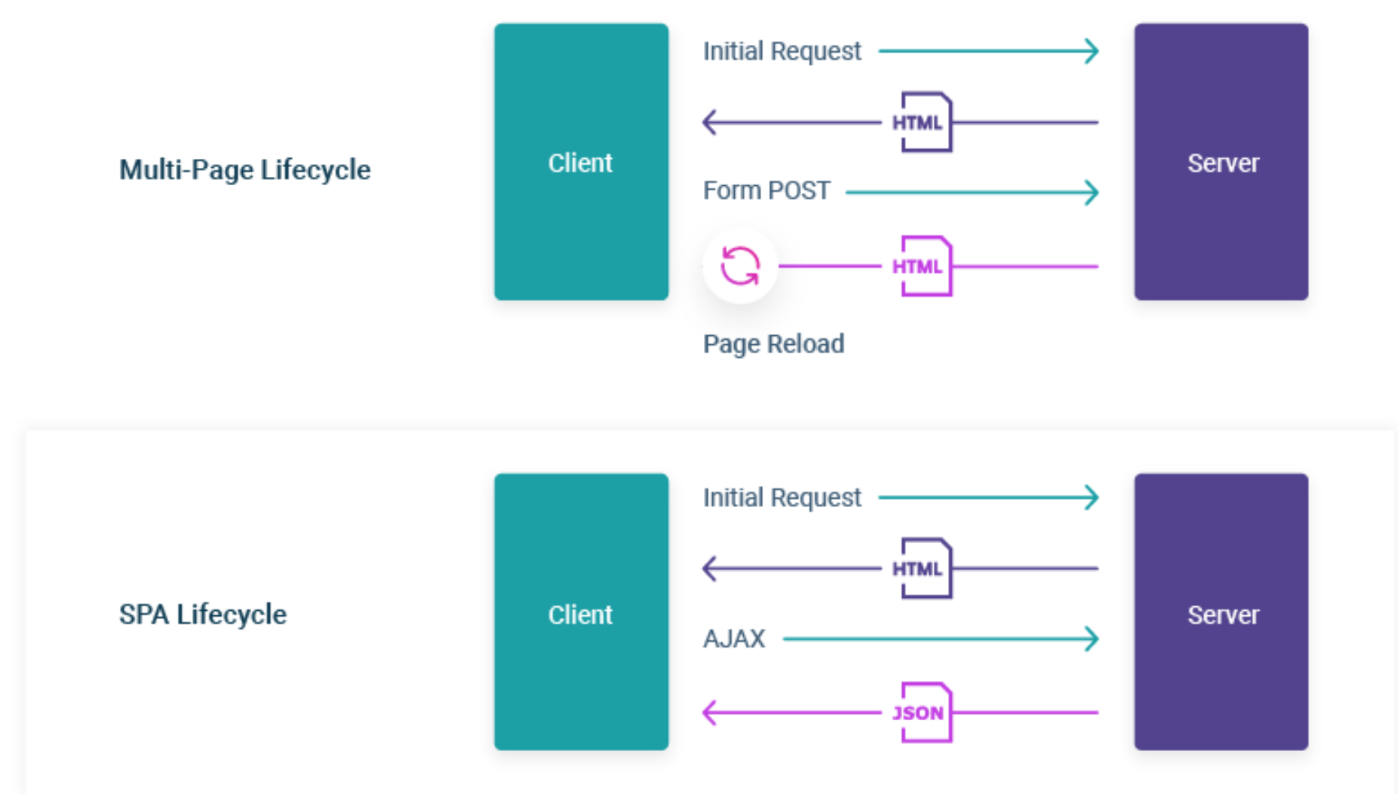 Initial Request
HTML
Multi-Page Lifecycle
Client
Server
Form POST
HTML
Page Reload
Initial Request
HTML
SPA Lifecycle
Client
Server
AJAX
JSON